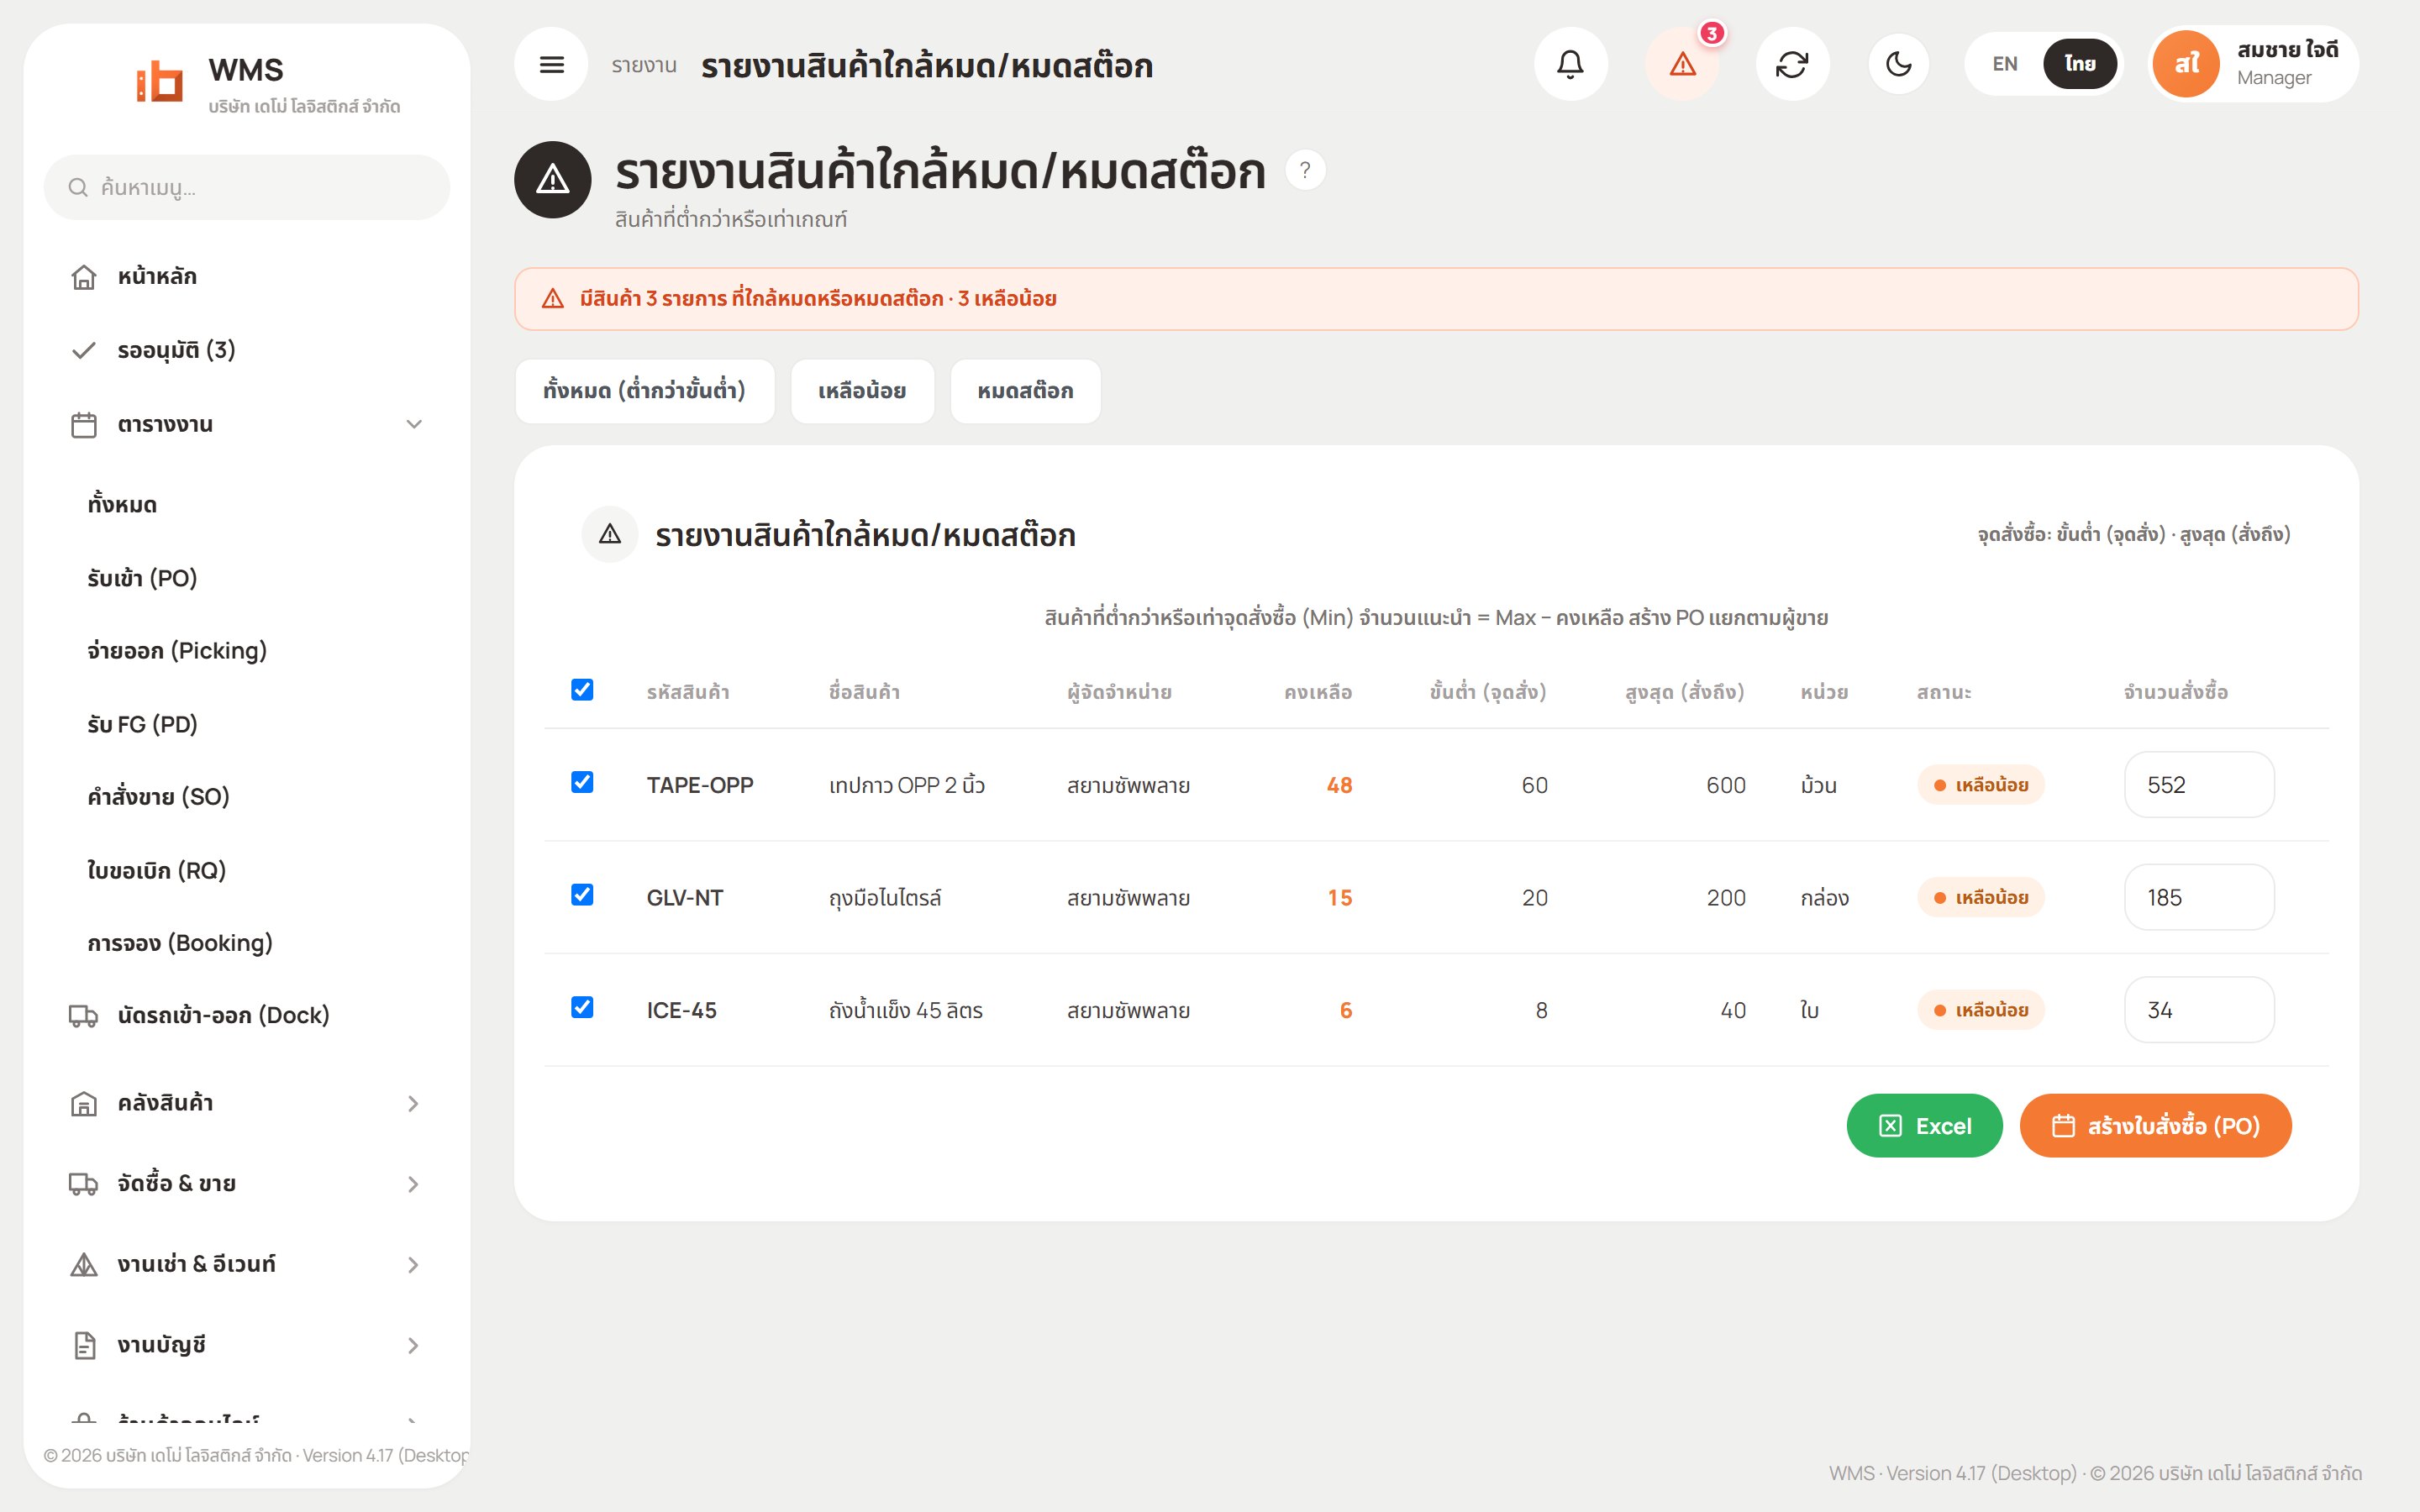 WMS
บริษัท เดโม่ โลจิสติกส์ จำกัด
ค้นหาเมนู...
หน้าหลัก
รออนุมัติ (3)
ตารางงาน
ทั้งหมด
รับเข้า (PO)
จ่ายออก (Picking)
รับ FG (PD)
คำสั่งขาย (SO)
ใบขอเบิก (RQ)
การจอง (Booking)
นัดรถเข้า-ออก (Dock)
คลังสินค้า
จัดซื้อ & ขาย
งานเช่า & อีเวนท์
งานบัญชี
© 2026 บริษัท เดโม่ โลจิสติกส์ จำกัด · Version 4.17 (Desktop
รายงาน รายงานสินค้าใกล้หมด/หมดสต๊อก
3
EN ไทย
สใ
สมชาย ใจดี
Manager
รายงานสินค้าใกล้หมด/หมดสต๊อก ?
สินค้าที่ต่ำกว่าหรือเท่าเกณฑ์
มีสินค้า 3 รายการ ที่ใกล้หมดหรือหมดสต๊อก · 3 เหลือน้อย
ทั้งหมด (ต่ำกว่าขั้นต่ำ) เหลือน้อย หมดสต๊อก
รายงานสินค้าใกล้หมด/หมดสต๊อก จุดสั่งซื้อ: ขั้นต่ำ (จุดสั่ง) · สูงสุด (สั่งถึง)
สินค้าที่ต่ำกว่าหรือเท่าจุดสั่งซื้อ (Min) จำนวนแนะนำ = Max − คงเหลือ สร้าง PO แยกตามผู้ขาย
รหัสสินค้า ชื่อสินค้า ผู้จัดจำหน่าย คงเหลือ ขั้นต่ำ (จุดสั่ง) สูงสุด (สั่งถึง) หน่วย สถานะ จำนวนสั่งซื้อ
TAPE-OPP เทปกาว OPP 2 นิ้ว สยามซัพพลาย 48 60 600 ม้วน เหลือน้อย 552
GLV-NT ถุงมือไนไตรล์ สยามซัพพลาย 15 20 200 กล่อง เหลือน้อย 185
ICE-45 ถังน้ำแข็ง 45 ลิตร สยามซัพพลาย 6 8 40 ใบ เหลือน้อย 34
Excel สร้างใบสั่งซื้อ (PO)
WMS · Version 4.17 (Desktop) · © 2026 บริษัท เดโม่ โลจิสติกส์ จำกัด